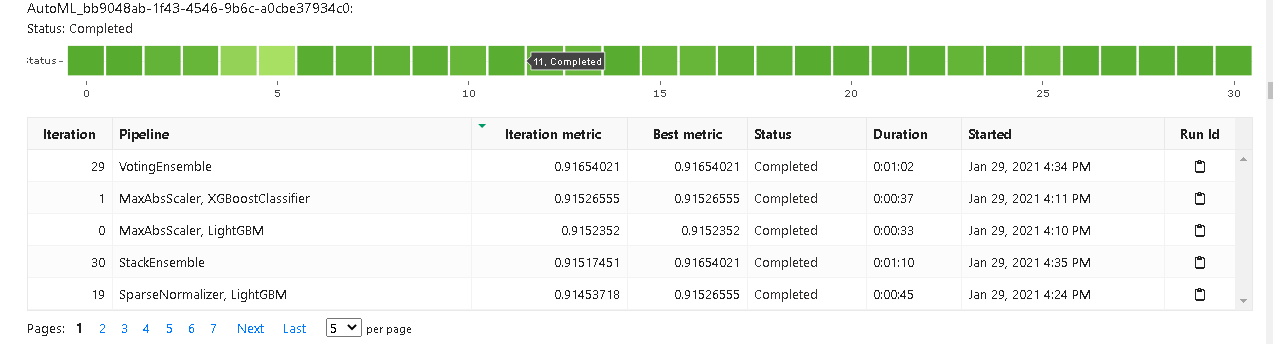 AutoML_bb9048ab-1f43-4546-9b6c-a0cbe37934c0:
Status: Completed
Status
11, Completed
0 5 10 15 20 25 30
Iteration Pipeline Iteration metric Best metric Status Duration Started Run Id
29 VotingEnsemble 0.91654021 0.91654021 Completed 0:01:02 Jan 29, 2021 4:34 PM
1 MaxAbsScaler, XGBoostClassifier 0.91526555 0.91526555 Completed 0:00:37 Jan 29, 2021 4:11 PM
0 MaxAbsScaler, LightGBM 0.9152352 0.9152352 Completed 0:00:33 Jan 29, 2021 4:10 PM
30 StackEnsemble 0.91517451 0.91654021 Completed 0:01:10 Jan 29, 2021 4:35 PM
19 SparseNormalizer, LightGBM 0.91453718 0.91526555 Completed 0:00:45 Jan 29, 2021 4:24 PM
Pages: 1 2 3 4 5 6 7 Next Last 5 per page